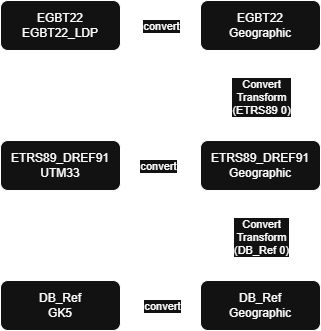 EGBT22
EGBT22_LDP
convert
EGBT22
Geographic
Convert
Transform
(ETRS89 0)
ETRS89_DREF91
UTM33
convert
ETRS89_DREF91
Geographic
Convert
Transform
(DB_Ref 0)
DB_Ref
GK5
convert
DB_Ref
Geographic